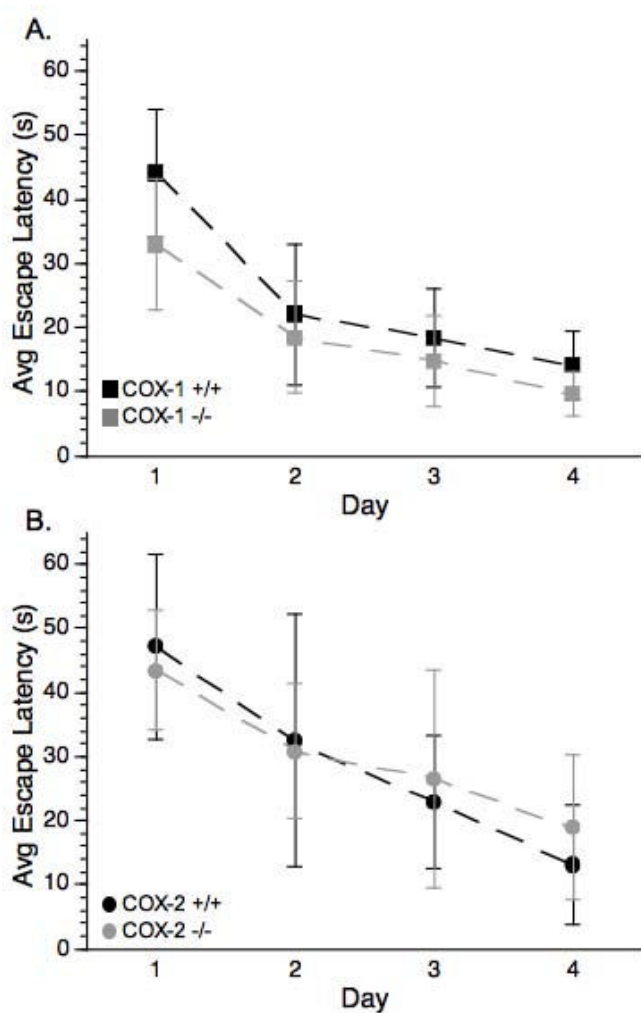 A.
Avg Escape Latency (s)
60
50
40
30
20
10
0
COX-1 +/+
COX-1 -/-
1 2 3 4
Day
B.
Avg Escape Latency (s)
60
50
40
30
20
10
0
COX-2 +/+
COX-2 -/-
1 2 3 4
Day